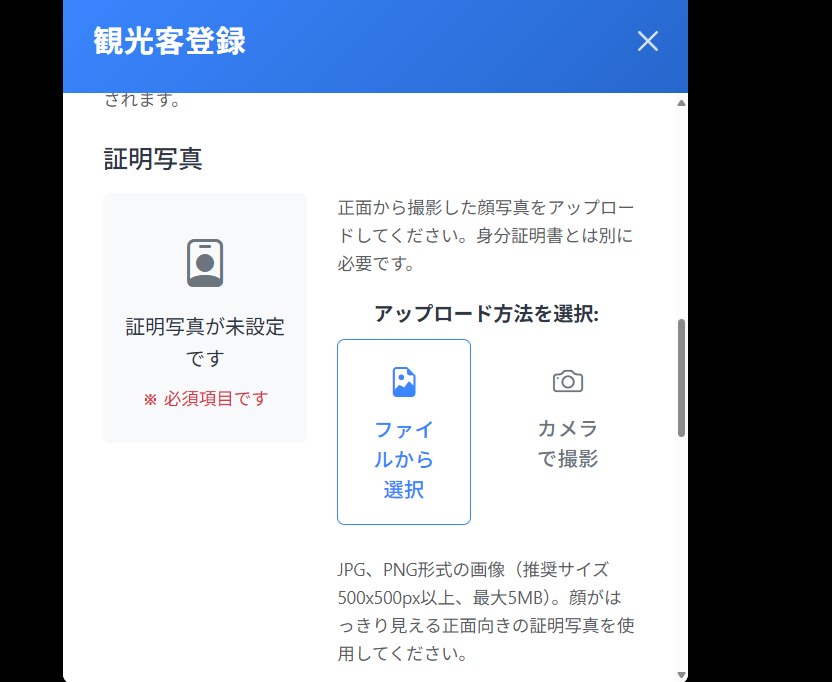 観光客登録
されます。
証明写真
証明写真が未設定
です
※ 必須項目です
正面から撮影した顔写真をアップロー
ドしてください。身分証明書とは別に
必要です。
アップロード方法を選択:
ファイ
ルから
選択
カメラ
で撮影
JPG、PNG形式の画像（推奨サイズ
500x500px以上、最大5MB）。顔がは
っきり見える正面向きの証明写真を使
用してください。